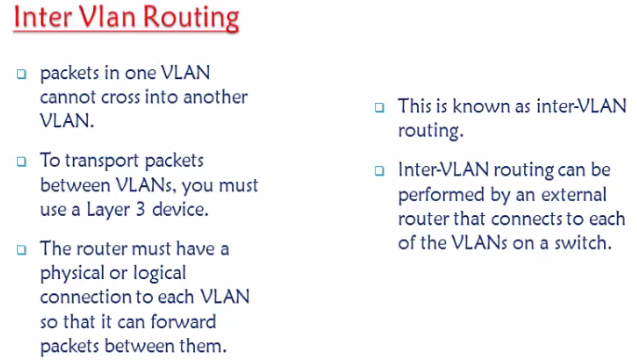 Inter Vlan Routing
packets in one VLAN
cannot cross into another
VLAN.
To transport packets
between VLANs, you must
use a Layer 3 device.
The router must have a
physical or logical
connection to each VLAN
so that it can forward
packets between them.
This is known as inter-VLAN
routing.
Inter-VLAN routing can be
performed by an external
router that connects to each
of the VLANs on a switch.